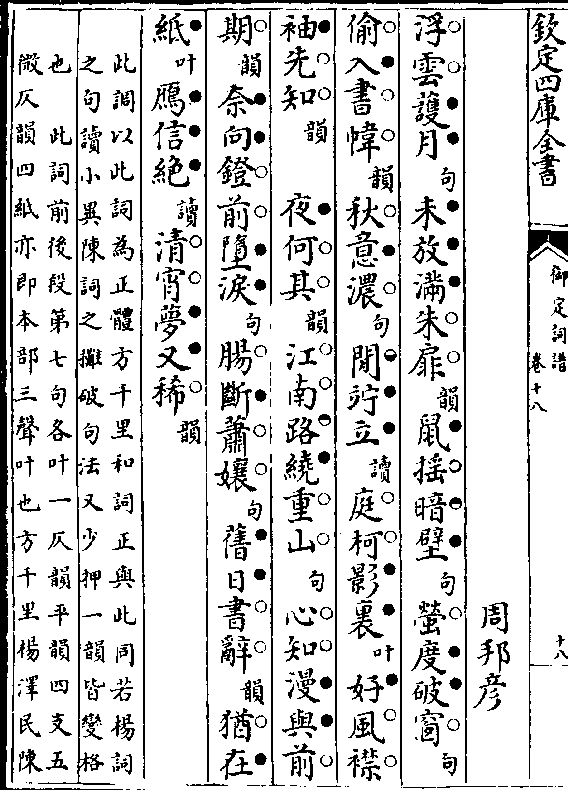 欽定四庫全書
御定詞譜
卷十八
十八
周邦彥
浮雲護月句未放滿朱扉韻鼠搖暗壁句螢度破窗句
偷入書幃韻秋意濃句閒竚立讀庭柯影裏叶好風襟
袖先知韻夜何其韻江南路繞重山句心知漫與前
期韻奈向鐙前墮淚句腸斷蕭孃句舊日書辭韻猶在
紙叶鴈信絕讀清宵夢又稀韻
此調以此詞為正體方千里和詞正與此同若楊詞
之句讀小異陳詞之攤破句法又少押一韻皆變格
也 此詞前後段第七句各叶一仄韻平韻四支五
微仄韻四紙亦即本部三聲叶也方千里楊澤民陳